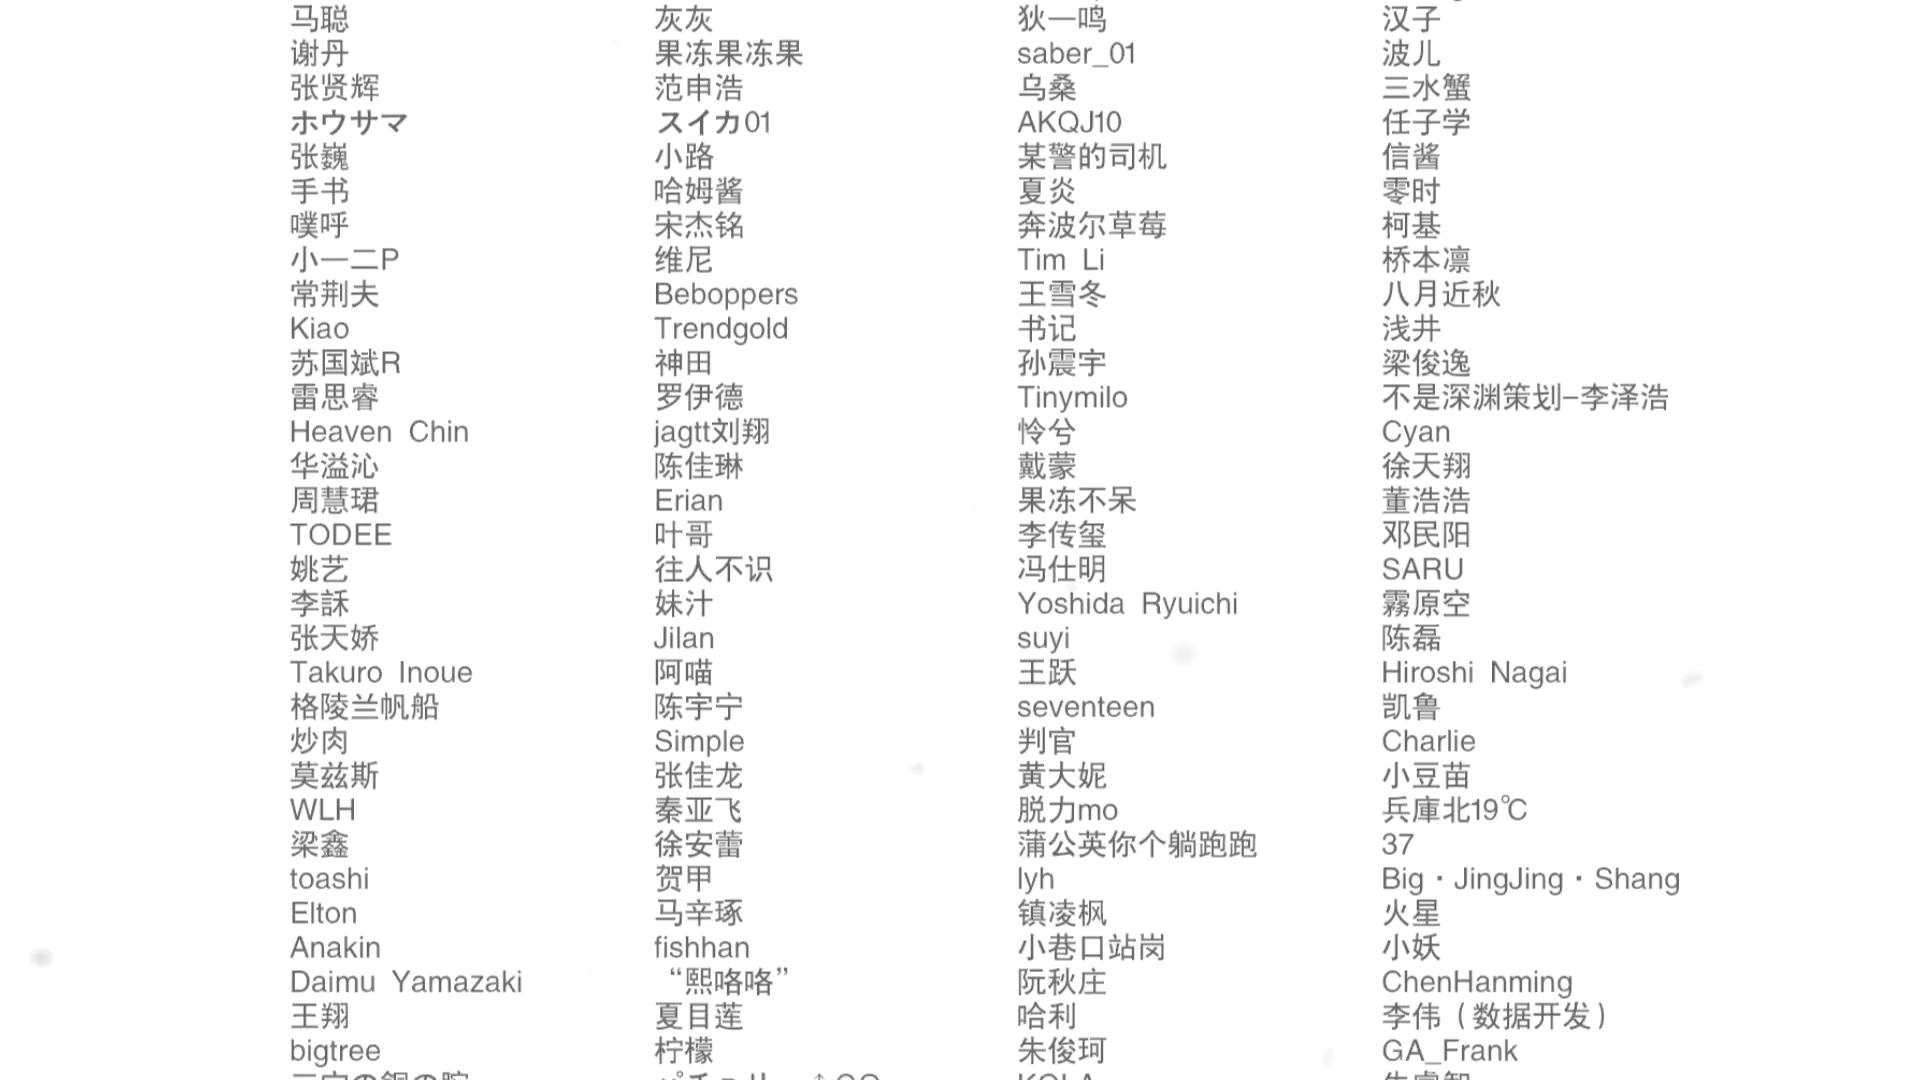 马聪 灰灰 狄一鸣 汉子
谢丹 果冻果冻果 saber_01 波儿
张贤辉 范申浩 乌桑 三水蟹
ホウサマ スイカ01 AKQJ10 任子学
张巍 小路 某警的司机 信酱
手书 哈姆酱 夏炎 零时
噗呼 宋杰铭 奔波尔草莓 柯基
小一二P 维尼 Tim Li 桥本凛
常荆夫 Beboppers 王雪冬 八月近秋
Kiao Trendgold 书记 浅井
苏国斌R 神田 孙震宇 梁俊逸
雷思睿 罗伊德 Tinymilo 不是深渊策划-李泽浩
Heaven Chin jagtt刘翔 怜兮 Cyan
华溢沁 陈佳琳 戴蒙 徐天翔
周慧珺 Erian 果冻不呆 董浩浩
TODEE 叶哥 李传玺 邓民阳
姚艺 往人不识 冯仕明 SARU
李訸 妹汁 Yoshida Ryuichi 霧原空
张天娇 Jilan suyi 陈磊
Takuro Inoue 阿喵 王跃 Hiroshi Nagai
格陵兰帆船 陈宇宁 seventeen 凯鲁
炒肉 Simple 判官 Charlie
莫兹斯 张佳龙 黄大妮 小豆苗
WLH 秦亚飞 脱力mo 兵庫北19℃
梁鑫 徐安蕾 蒲公英你个躺跑跑 37
toashi 贺甲 lyh Big・JingJing・Shang
Elton 马辛琢 镇凌枫 火星
Anakin fishhan 小巷口站岗 小妖
Daimu Yamazaki “熙咯咯” 阮秋庄 ChenHanming
王翔 夏目莲 哈利 李伟（数据开发）
bigtree 柠檬 朱俊珂 GA_Frank